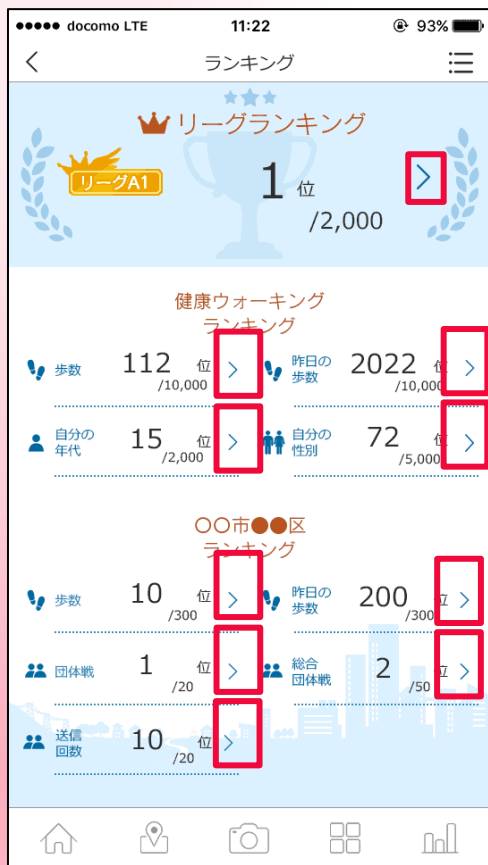 ●●●●● docomo LTE 11:22 93%
ランキング
リーグランキング
リーグA1
1 位
/2,000
健康ウォーキング
ランキング
歩数 112 位 /10,000
昨日の歩数 2022 位 /10,000
自分の年代 15 位 /2,000
自分の性別 72 位 /5,000
〇〇市●●区
ランキング
歩数 10 位 /300
昨日の歩数 200 位 /300
団体戦 1 位 /20
総合団体戦 2 位 /50
送信回数 10 位 /20